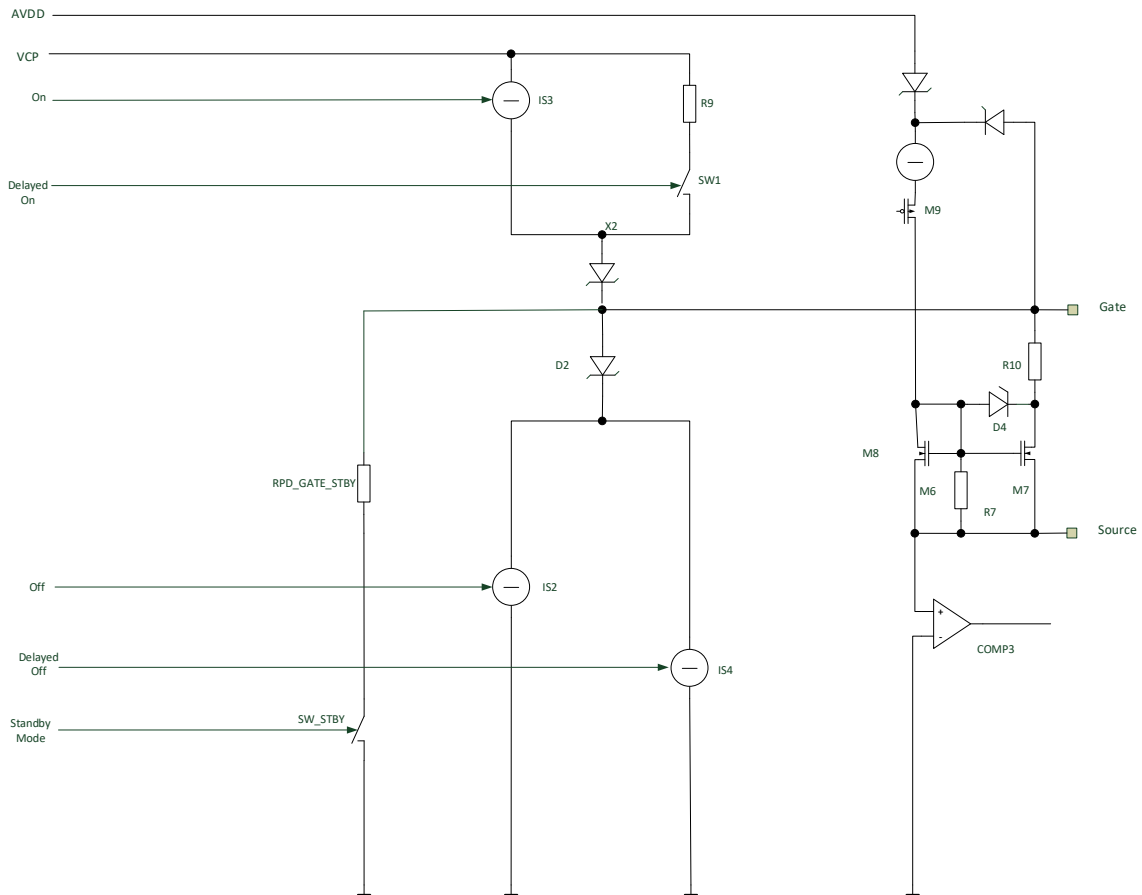 AVDD
VCP
On
IS3
R9
Delayed
On
SW1
M9
X2
Gate
D2
R10
D4
M8
M6
M7
R7
RPD_GATE_STBY
Source
Off
IS2
COMP3
+
-
Delayed
Off
IS4
SW_STBY
Standby
Mode